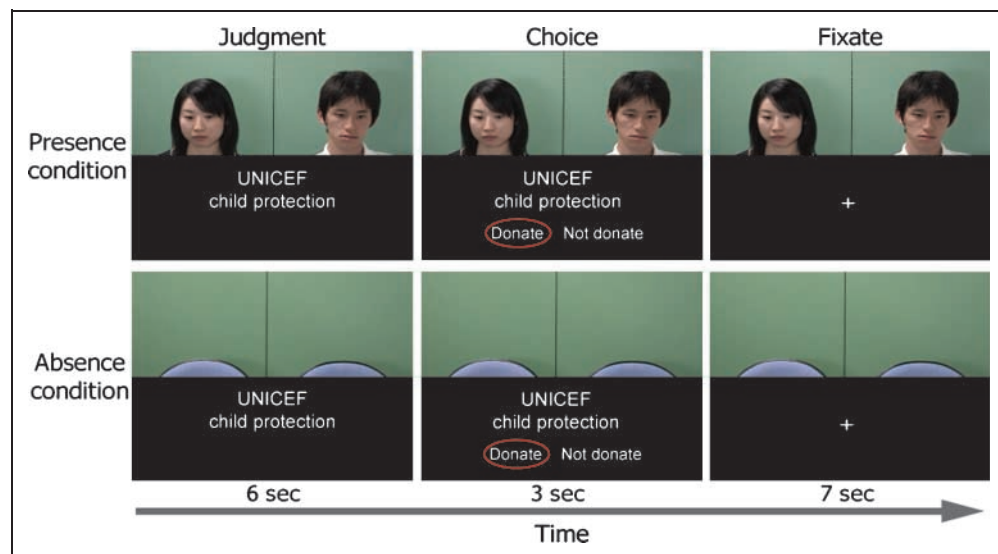 Judgment Choice Fixate
Presence
condition
UNICEF
child protection
UNICEF
child protection
Donate Not donate
+
Absence
condition
UNICEF
child protection
UNICEF
child protection
Donate Not donate
+
6 sec 3 sec 7 sec
Time